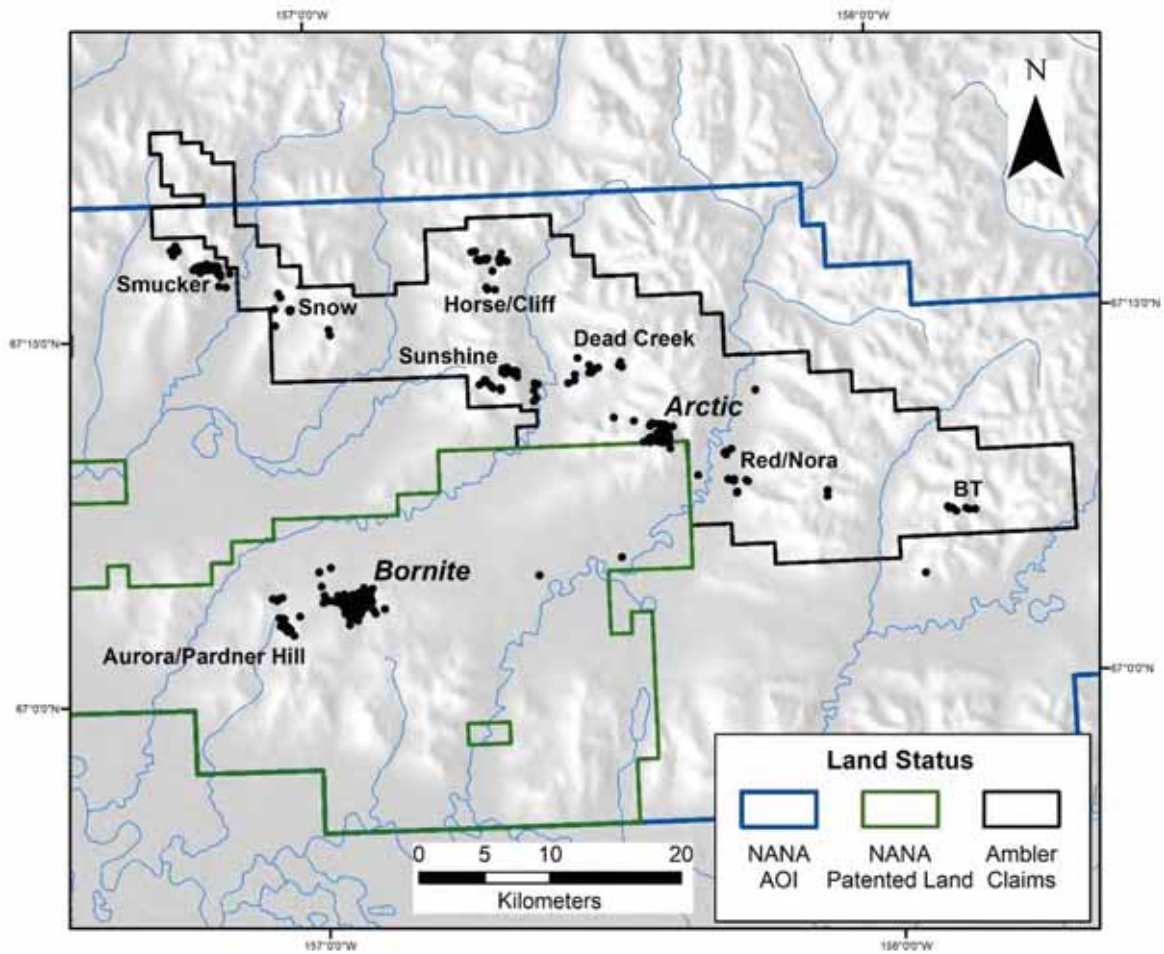 157°0'0"W
156°0'0"W
N
67°15'0"N
67°15'0"N
Smucker
Snow
Horse/Cliff
Sunshine
Dead Creek
Arctic
Red/Nora
BT
Bornite
Aurora/Pardner Hill
67°0'0"N
67°0'0"N
Land Status
NANA
AOI
NANA
Patented Land
Ambler
Claims
0 5 10 20
Kilometers
157°0'0"W
156°0'0"W